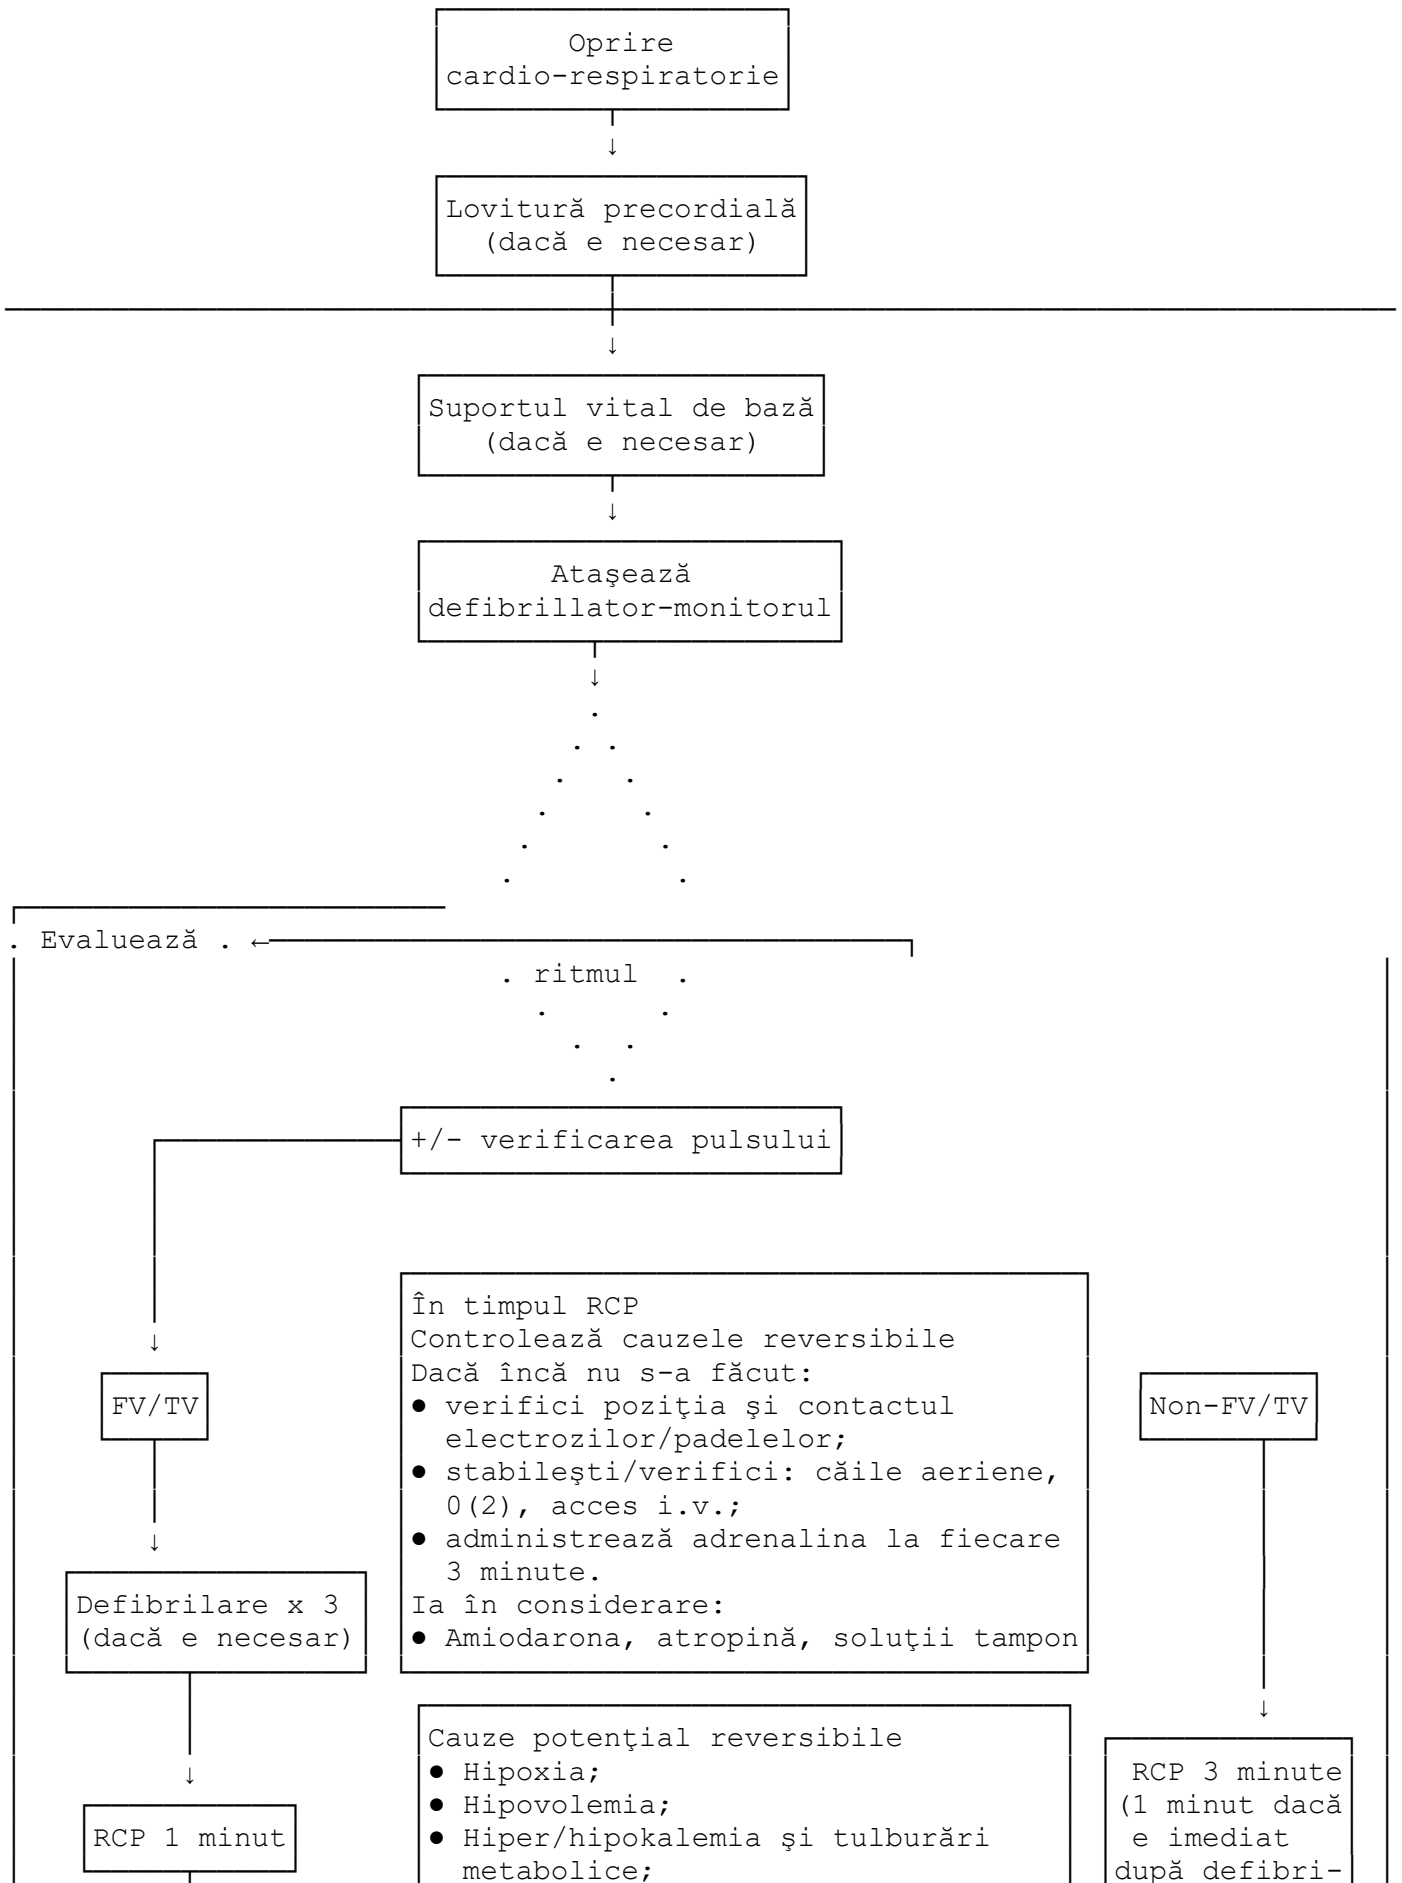 Oprire
cardio-respiratorie
Lovitură precordială
(dacă e necesar)
Suportul vital de bază
(dacă e necesar)
Ataşează
defibrillator-monitorul
. Evaluează .
. ritmul .
+/- verificarea pulsului
În timpul RCP
Controlează cauzele reversibile
Dacă încă nu s-a făcut:
● verifici poziţia şi contactul
electrozilor/padelelor;
● stabileşti/verifici: căile aeriene,
0(2), acces i.v.;
● administrează adrenalina la fiecare
3 minute.
Ia în considerare:
● Amiodarona, atropină, soluţii tampon
FV/TV
Non-FV/TV
Defibrilare x 3
(dacă e necesar)
RCP 1 minut
Cauze potenţial reversibile
● Hipoxia;
● Hipovolemia;
● Hiper/hipokalemia şi tulburări
metabolice;
RCP 3 minute
(1 minut dacă
e imediat
după defibri-